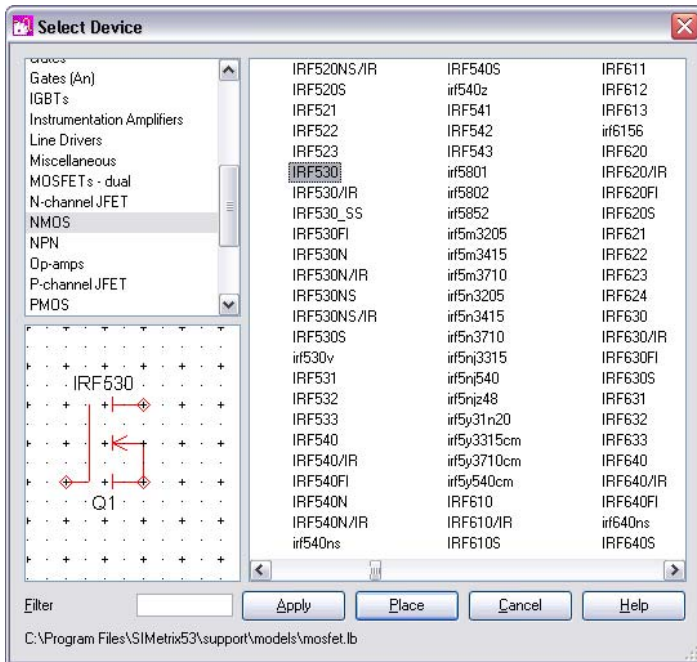 Select Device
Gates (An)
IGBTs
Instrumentation Amplifiers
Line Drivers
Miscellaneous
MOSFETs - dual
N-channel JFET
NMOS
NPN
Op-amps
P-channel JFET
PMOS
IRF530
Q1
IRF520NS/IR
IRF520S
IRF521
IRF522
IRF523
IRF530
IRF530/IR
IRF530_SS
IRF530FI
IRF530N
IRF530N/IR
IRF530NS
IRF530NS/IR
IRF530S
irf530v
IRF531
IRF532
IRF533
IRF540
IRF540/IR
IRF540FI
IRF540N
IRF540N/IR
irf540ns
IRF540S
irf540z
IRF541
IRF542
IRF543
irf5801
irf5802
irf5852
irf5m3205
irf5m3415
irf5m3710
irf5n3205
irf5n3415
irf5n3710
irf5nj3315
irf5nj540
irf5njz48
irf5y31n20
irf5y3315cm
irf5y3710cm
irf5y540cm
IRF610
IRF610/IR
IRF610S
IRF611
IRF612
IRF613
irf6156
IRF620
IRF620/IR
IRF620FI
IRF620S
IRF621
IRF622
IRF623
IRF624
IRF630
IRF630/IR
IRF630FI
IRF630S
IRF631
IRF632
IRF633
IRF640
IRF640/IR
IRF640FI
irf640ns
IRF640S
Filter
Apply
Place
Cancel
Help
C:\Program Files\SIMetrix53\support\models\mosfet.lb